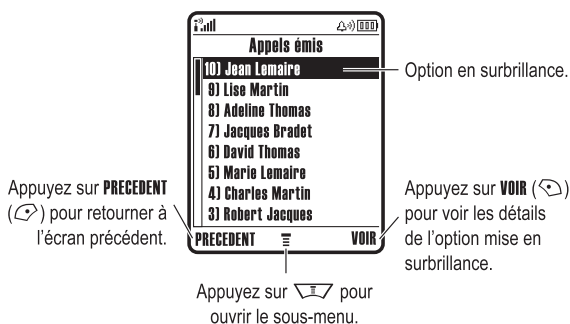 Appels émis
10) Jean Lemaire
Option en surbrillance.
9) Lise Martin
8) Adeline Thomas
7) Jacques Bradet
6) David Thomas
5) Marie Lemaire
4) Charles Martin
3) Robert Jacques
Appuyez sur PRECEDENT
() pour retourner à
l'écran précédent.
Appuyez sur VOIR ()
pour voir les détails
de l'option mise en
surbrillance.
PRECEDENT VOIR
Appuyez sur pour
ouvrir le sous-menu.